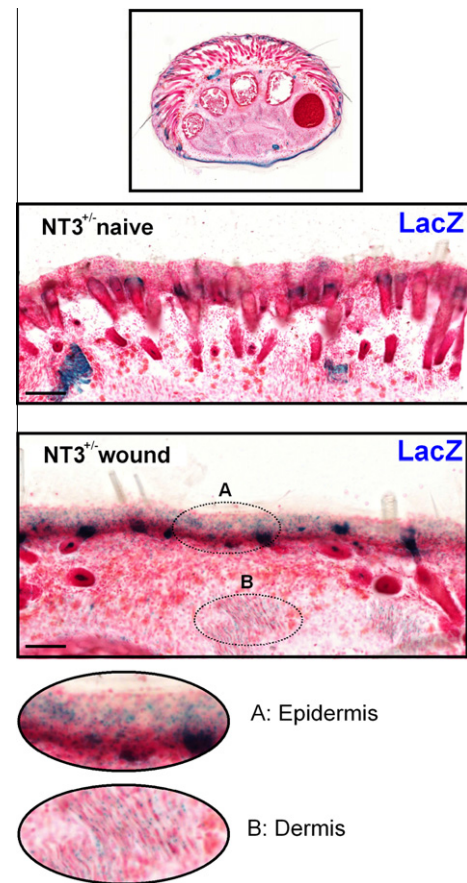 NT3+/- naive LacZ
NT3+/- wound LacZ
A
B
A: Epidermis
B: Dermis